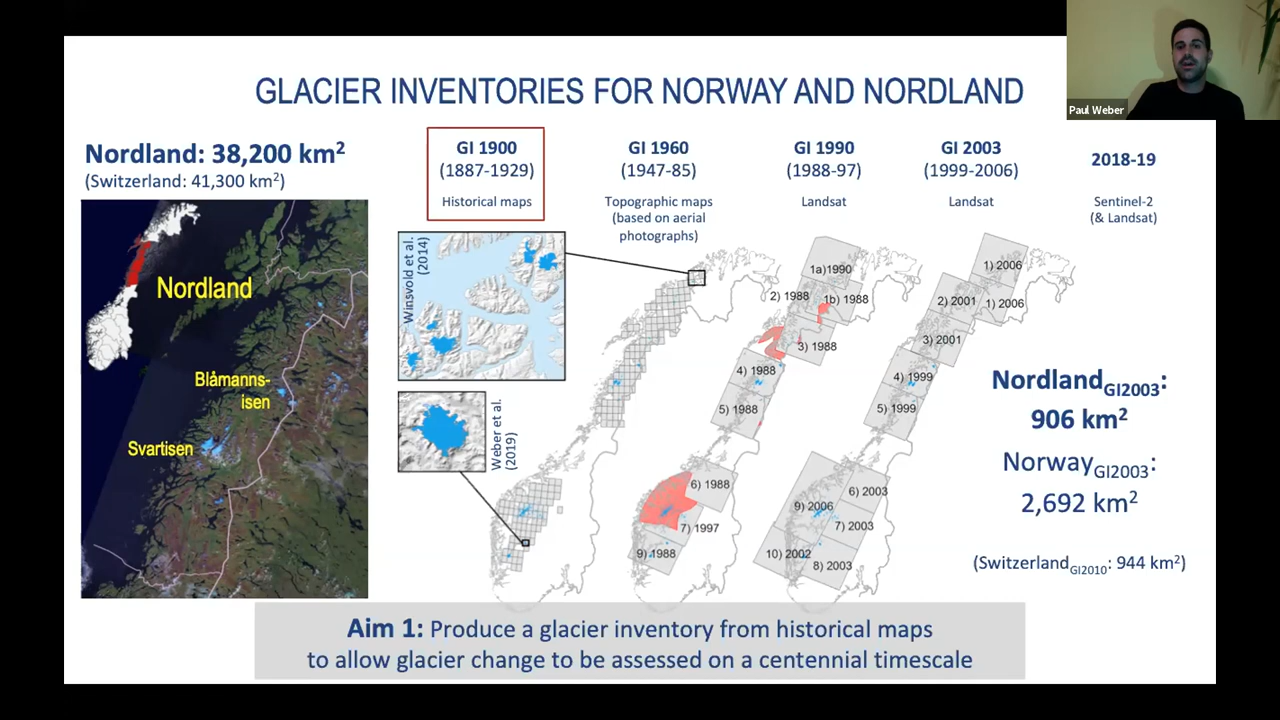 GLACIER INVENTORIES FOR NORWAY AND NORDLAND
Paul Weber
Nordland: 38,200 km²
(Switzerland: 41,300 km²)
Nordland
Blåmanns-
isen
Svartisen
GI 1900
(1887-1929)
Historical maps
GI 1960
(1947-85)
Topographic maps
(based on aerial
photographs)
GI 1990
(1988-97)
Landsat
GI 2003
(1999-2006)
Landsat
2018-19
Sentinel-2
(& Landsat)
Winsvold et al.
(2014)
Weber et al.
(2019)
1a)1990
2) 1988
1b) 1988
3) 1988
4) 1988
5) 1988
6) 1988
7) 1997
9) 1988
1) 2006
2) 2001
1) 2006
3) 2001
4) 1999
5) 1999
6) 2003
9) 2006
7) 2003
10) 2002
8) 2003
Nordland GI2003:
906 km²
Norway GI2003:
2,692 km²
(Switzerland GI2010: 944 km²)
Aim 1: Produce a glacier inventory from historical maps
to allow glacier change to be assessed on a centennial timescale